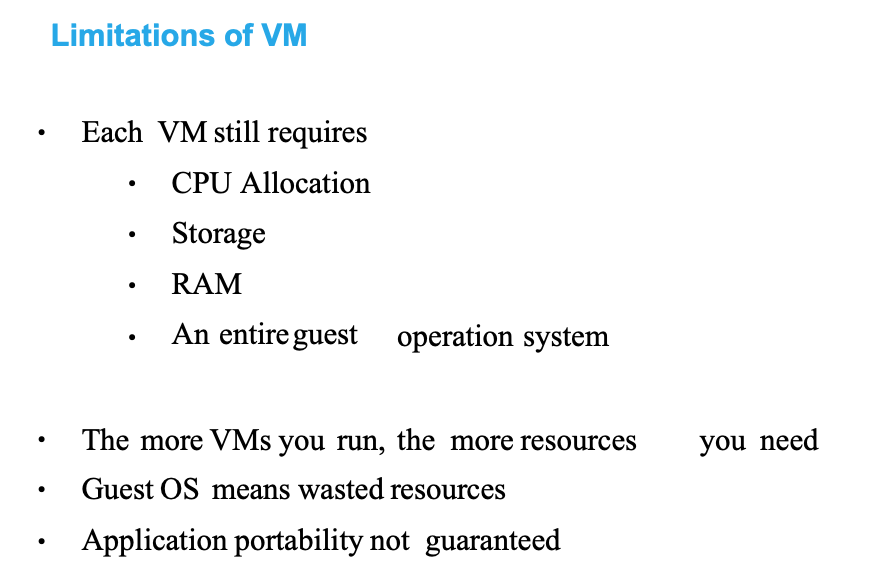 Limitations of VM
• Each VM still requires
• CPU Allocation
• Storage
• RAM
• An entire guest operation system
• The more VMs you run, the more resources you need
• Guest OS means wasted resources
• Application portability not guaranteed